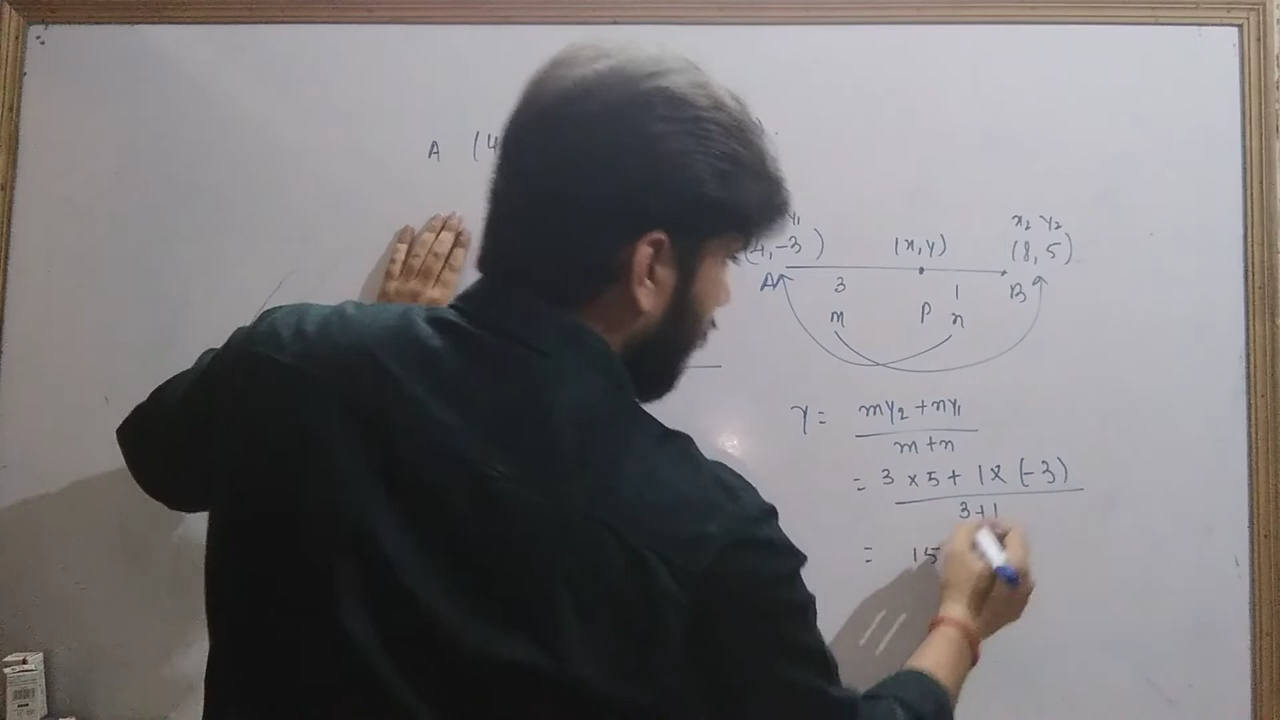 A (4
y₁ x₂ y₂
(4,-3) (x,y) (8,5)
A 3 1 B
m P n
y = my₂ + ny₁
m+n
= 3 × 5 + 1 × (-3)
3+1
= 15